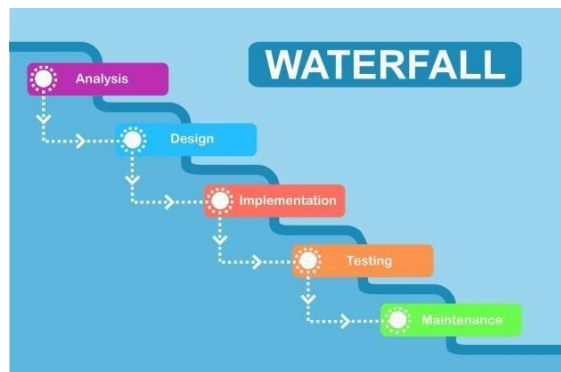 WATERFALL
Analysis
Design
Implementation
Testing
Maintenance